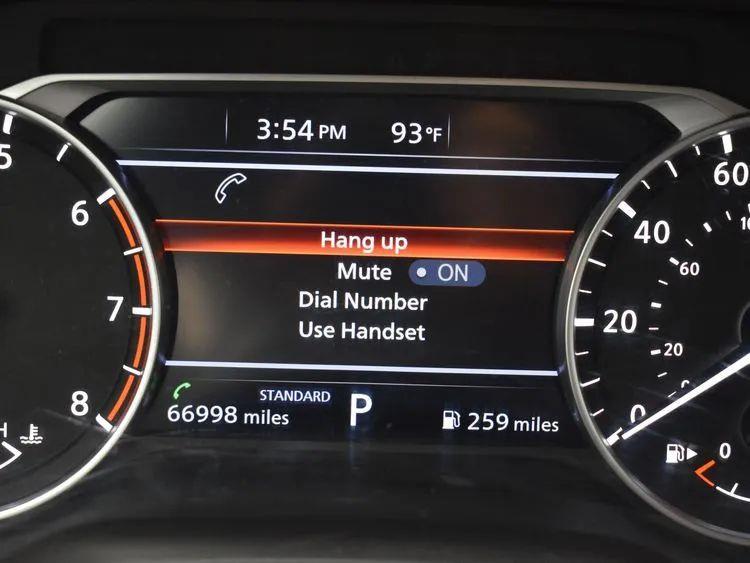 3:54 PM 93°F
Hang up
Mute ON
Dial Number
Use Handset
STANDARD
66998 miles P 259 miles
5
6
7
8
H
60
40
20
0
60
20
0